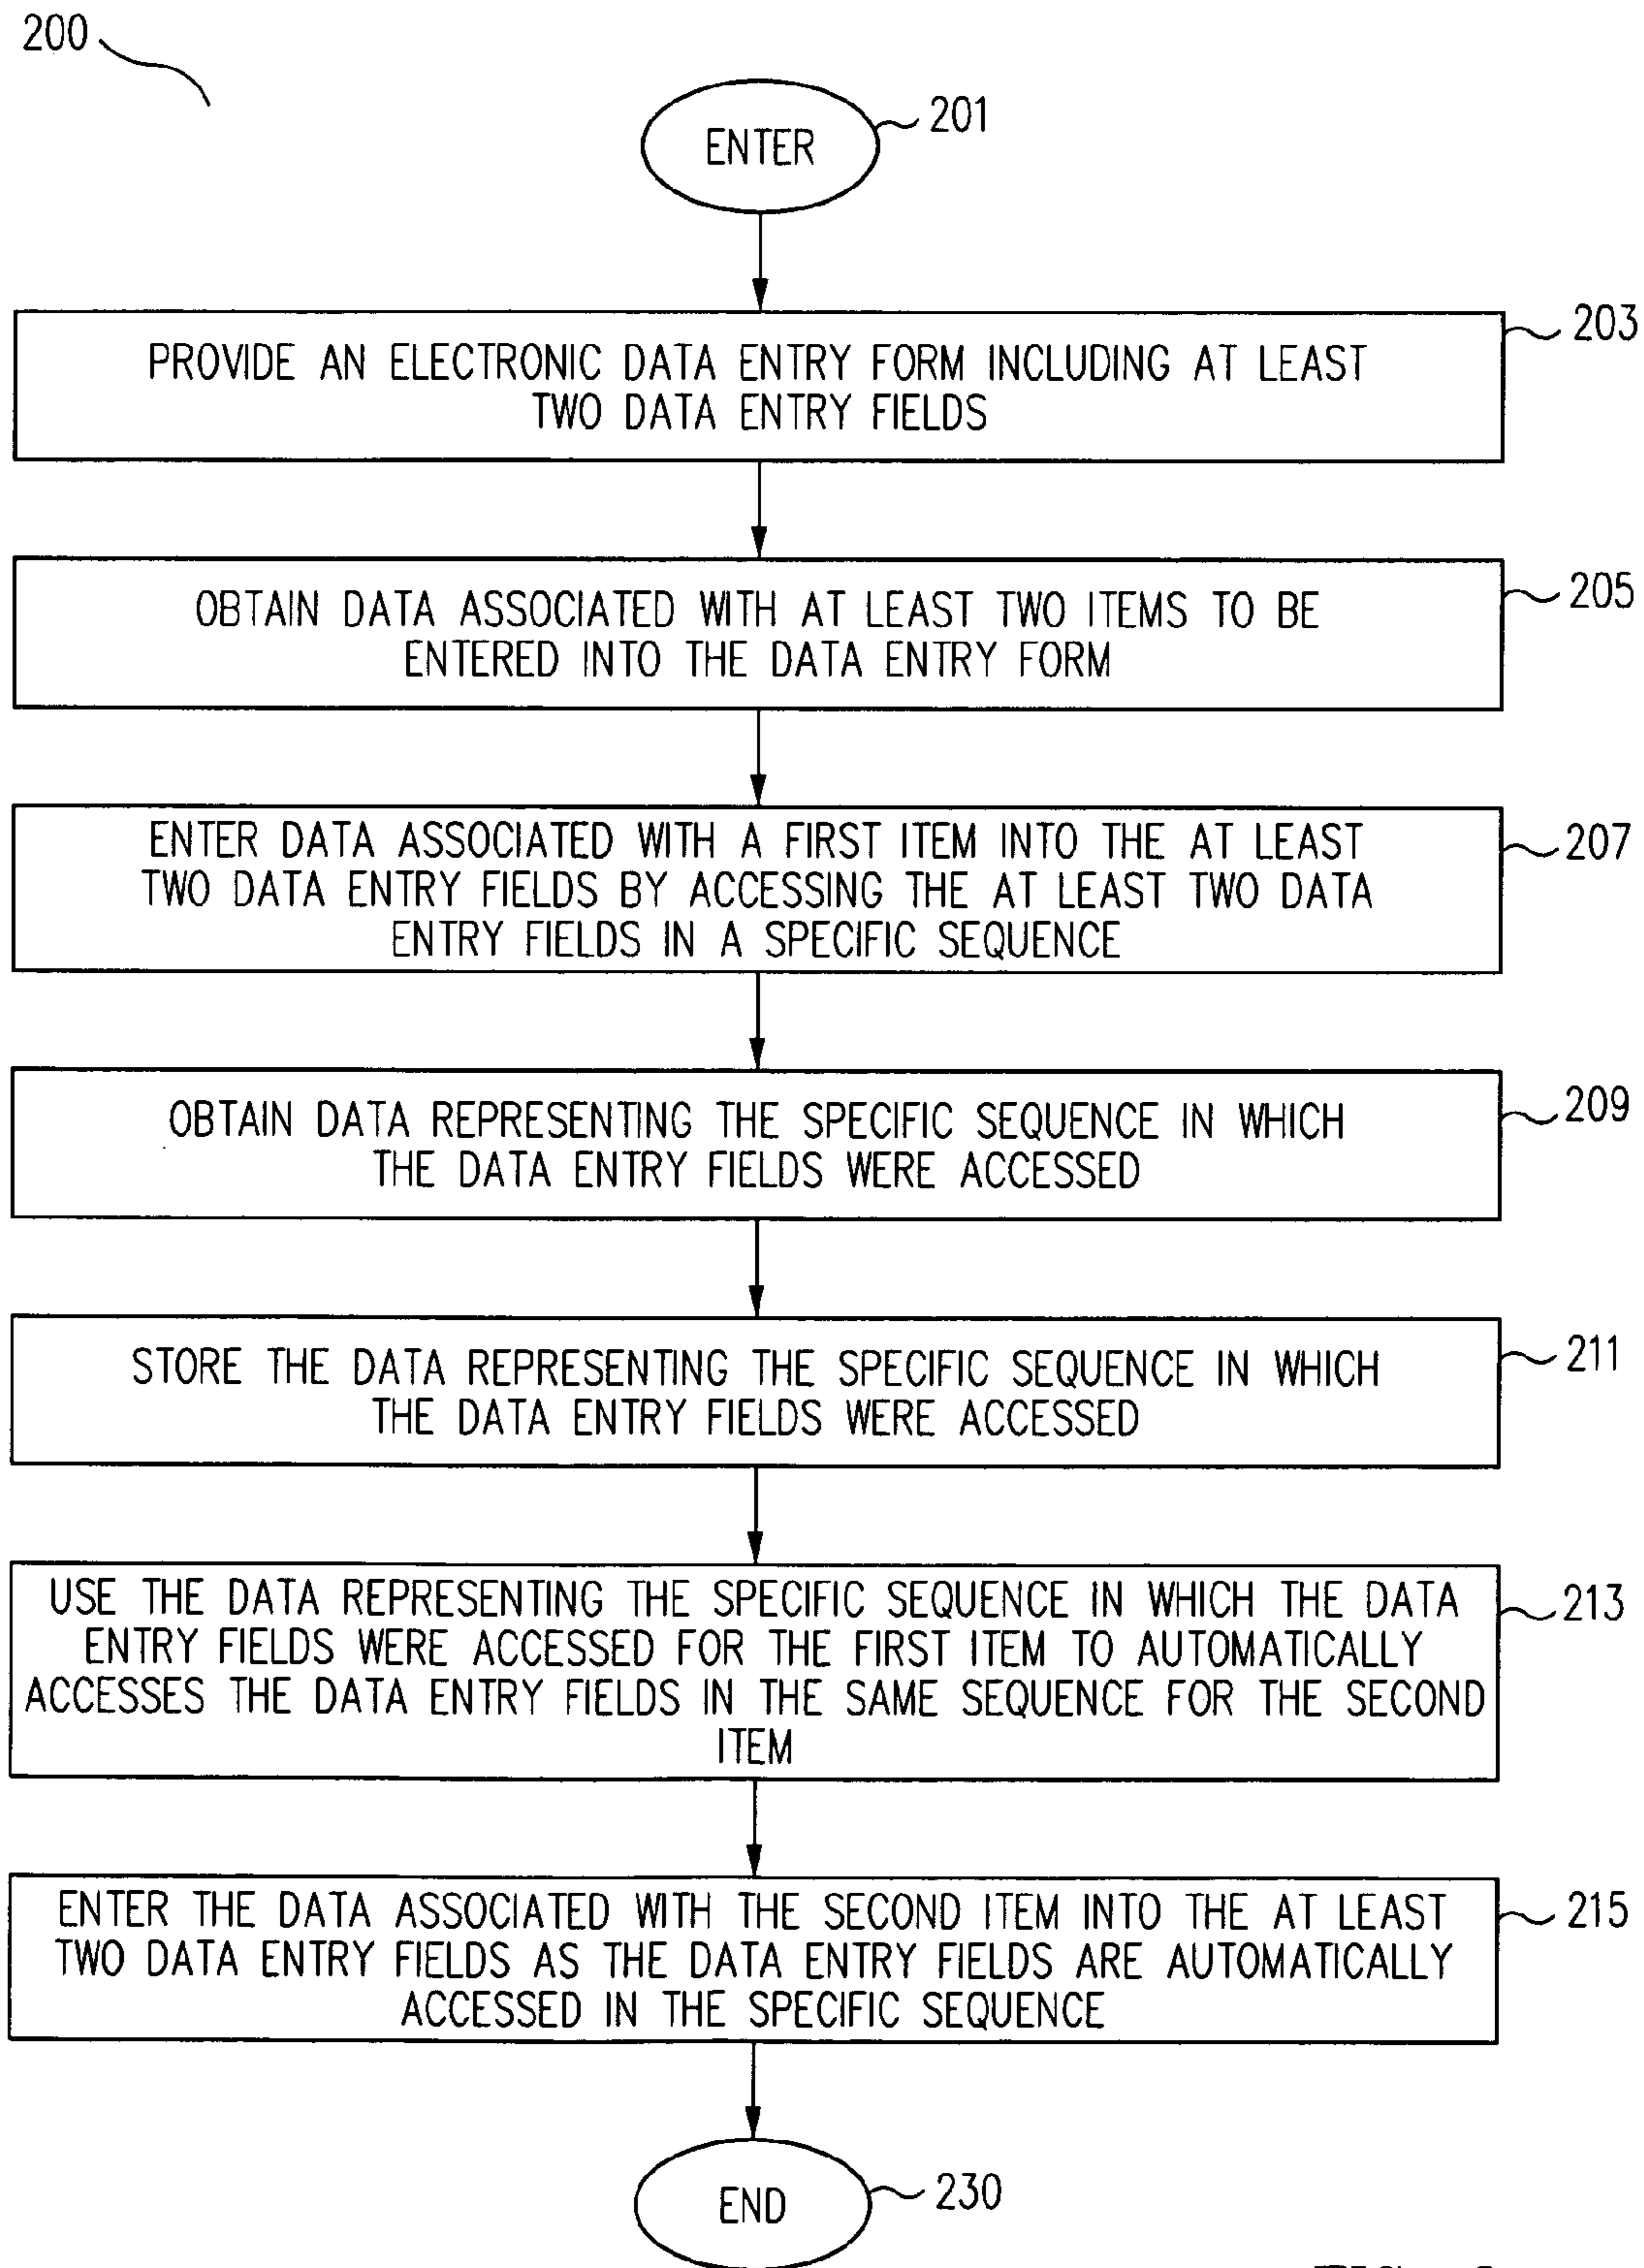 200
ENTER
201
PROVIDE AN ELECTRONIC DATA ENTRY FORM INCLUDING AT LEAST
TWO DATA ENTRY FIELDS
203
OBTAIN DATA ASSOCIATED WITH AT LEAST TWO ITEMS TO BE
ENTERED INTO THE DATA ENTRY FORM
205
ENTER DATA ASSOCIATED WITH A FIRST ITEM INTO THE AT LEAST
TWO DATA ENTRY FIELDS BY ACCESSING THE AT LEAST TWO DATA
ENTRY FIELDS IN A SPECIFIC SEQUENCE
207
OBTAIN DATA REPRESENTING THE SPECIFIC SEQUENCE IN WHICH
THE DATA ENTRY FIELDS WERE ACCESSED
209
STORE THE DATA REPRESENTING THE SPECIFIC SEQUENCE IN WHICH
THE DATA ENTRY FIELDS WERE ACCESSED
211
USE THE DATA REPRESENTING THE SPECIFIC SEQUENCE IN WHICH THE DATA
ENTRY FIELDS WERE ACCESSED FOR THE FIRST ITEM TO AUTOMATICALLY
ACCESSES THE DATA ENTRY FIELDS IN THE SAME SEQUENCE FOR THE SECOND
ITEM
213
ENTER THE DATA ASSOCIATED WITH THE SECOND ITEM INTO THE AT LEAST
TWO DATA ENTRY FIELDS AS THE DATA ENTRY FIELDS ARE AUTOMATICALLY
ACCESSED IN THE SPECIFIC SEQUENCE
215
END
230